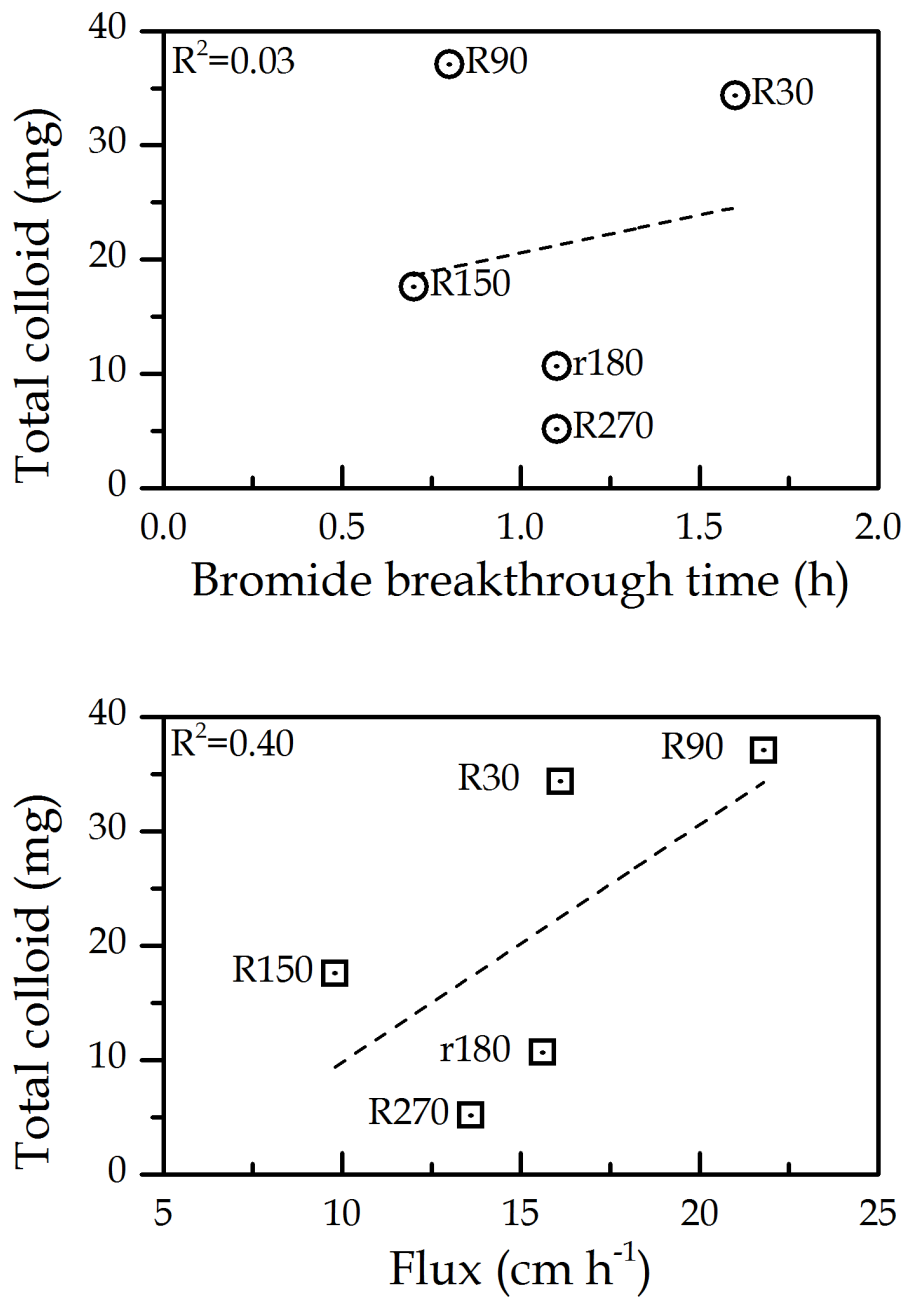 40
R²=0.03
R90
R30
30
Total colloid (mg)
20
R150
10
r180
R270
0
0.0 0.5 1.0 1.5 2.0
Bromide breakthrough time (h)
40
R²=0.40
R90
R30
30
Total colloid (mg)
20
R150
10
r180
R270
0
5 10 15 20 25
Flux (cm h⁻¹)